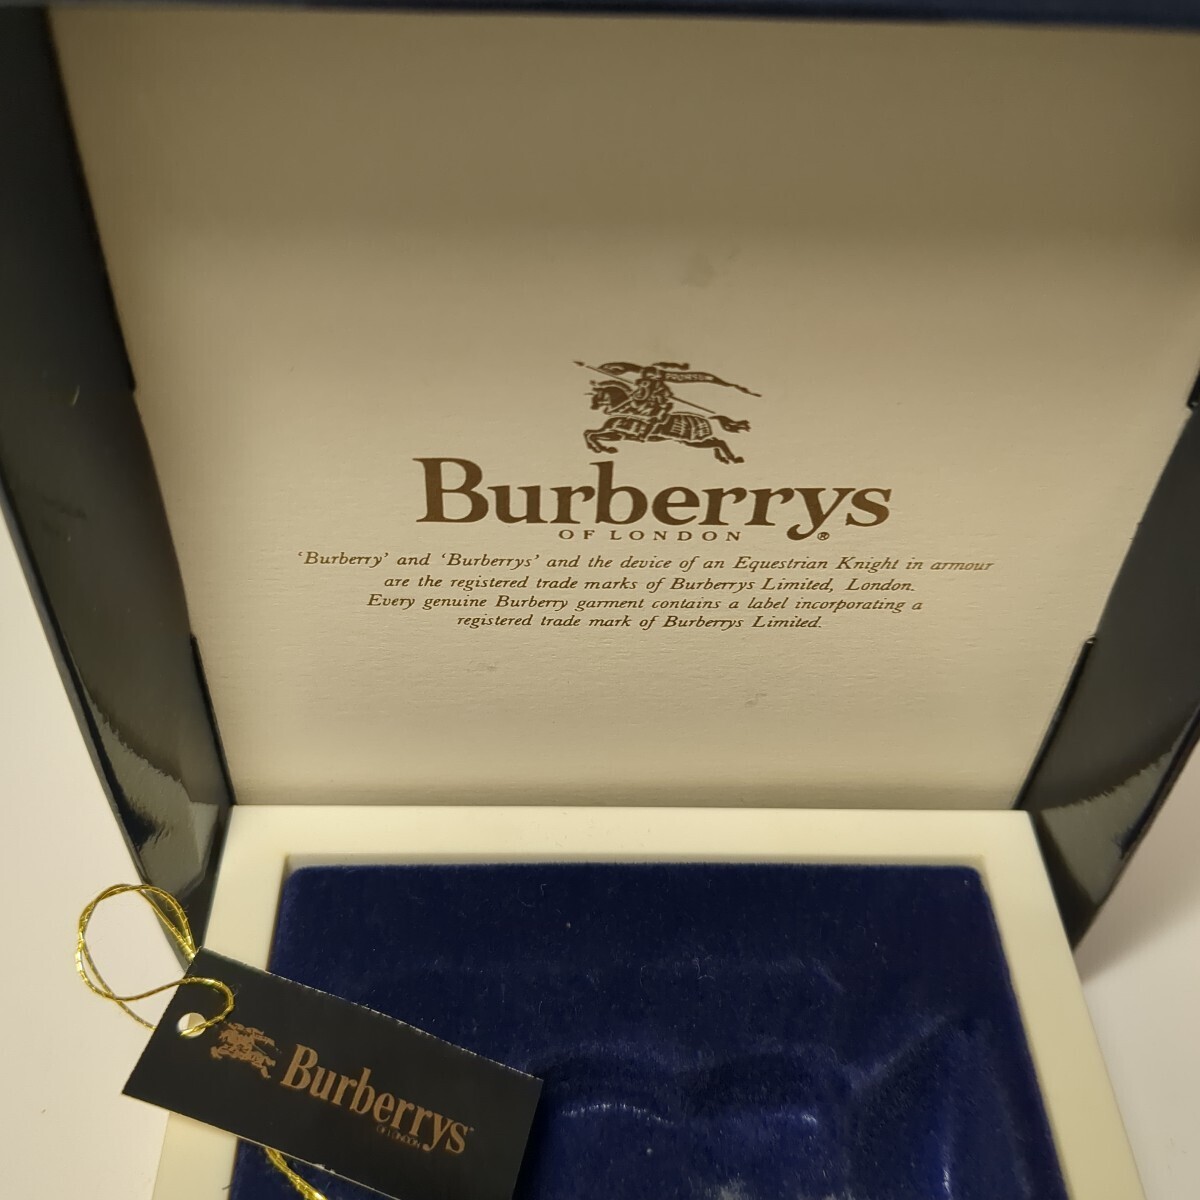 Burberrys
OF LONDON ®
‘Burberry’ and ‘Burberrys’ and the device of an Equestrian Knight in armour
are the registered trade marks of Burberrys Limited, London.
Every genuine Burberry garment contains a label incorporating a
registered trade mark of Burberrys Limited.
Burberrys
OF LONDON